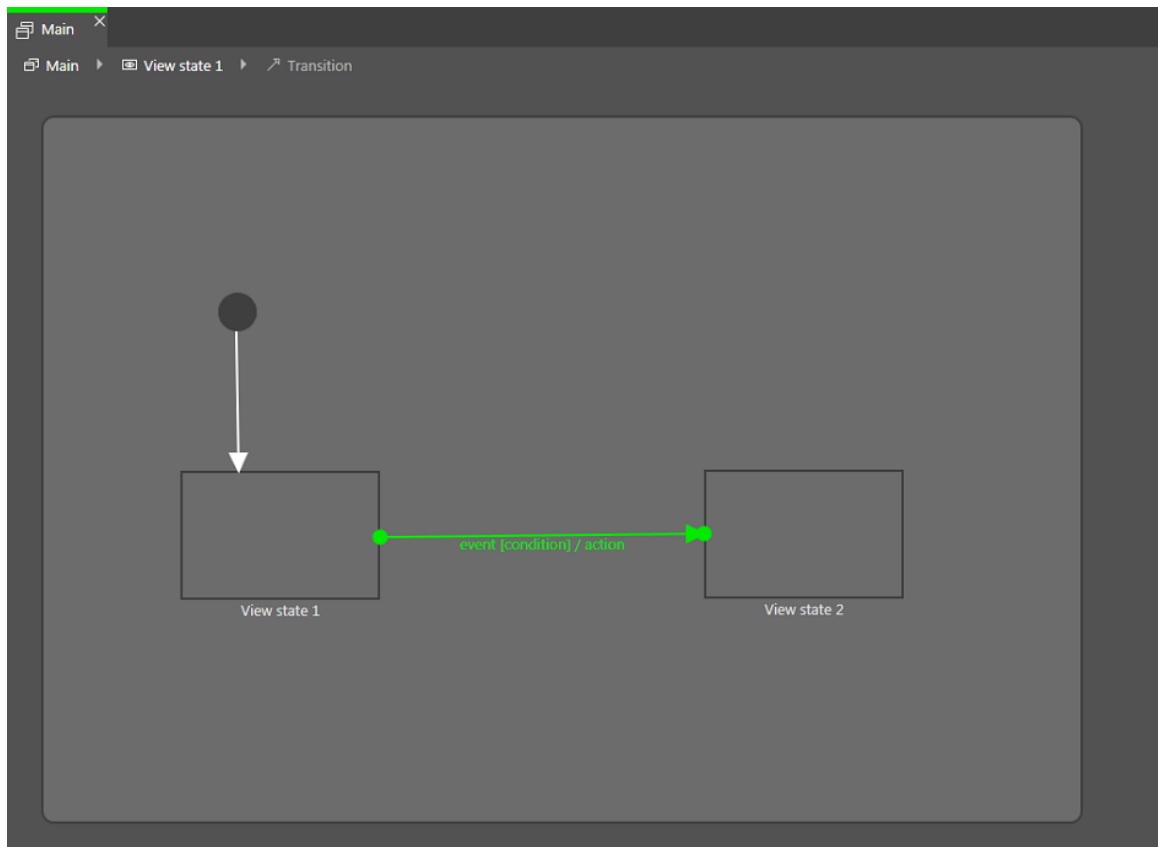 Main
Main View state 1 Transition
event [condition] / action
View state 1
View state 2